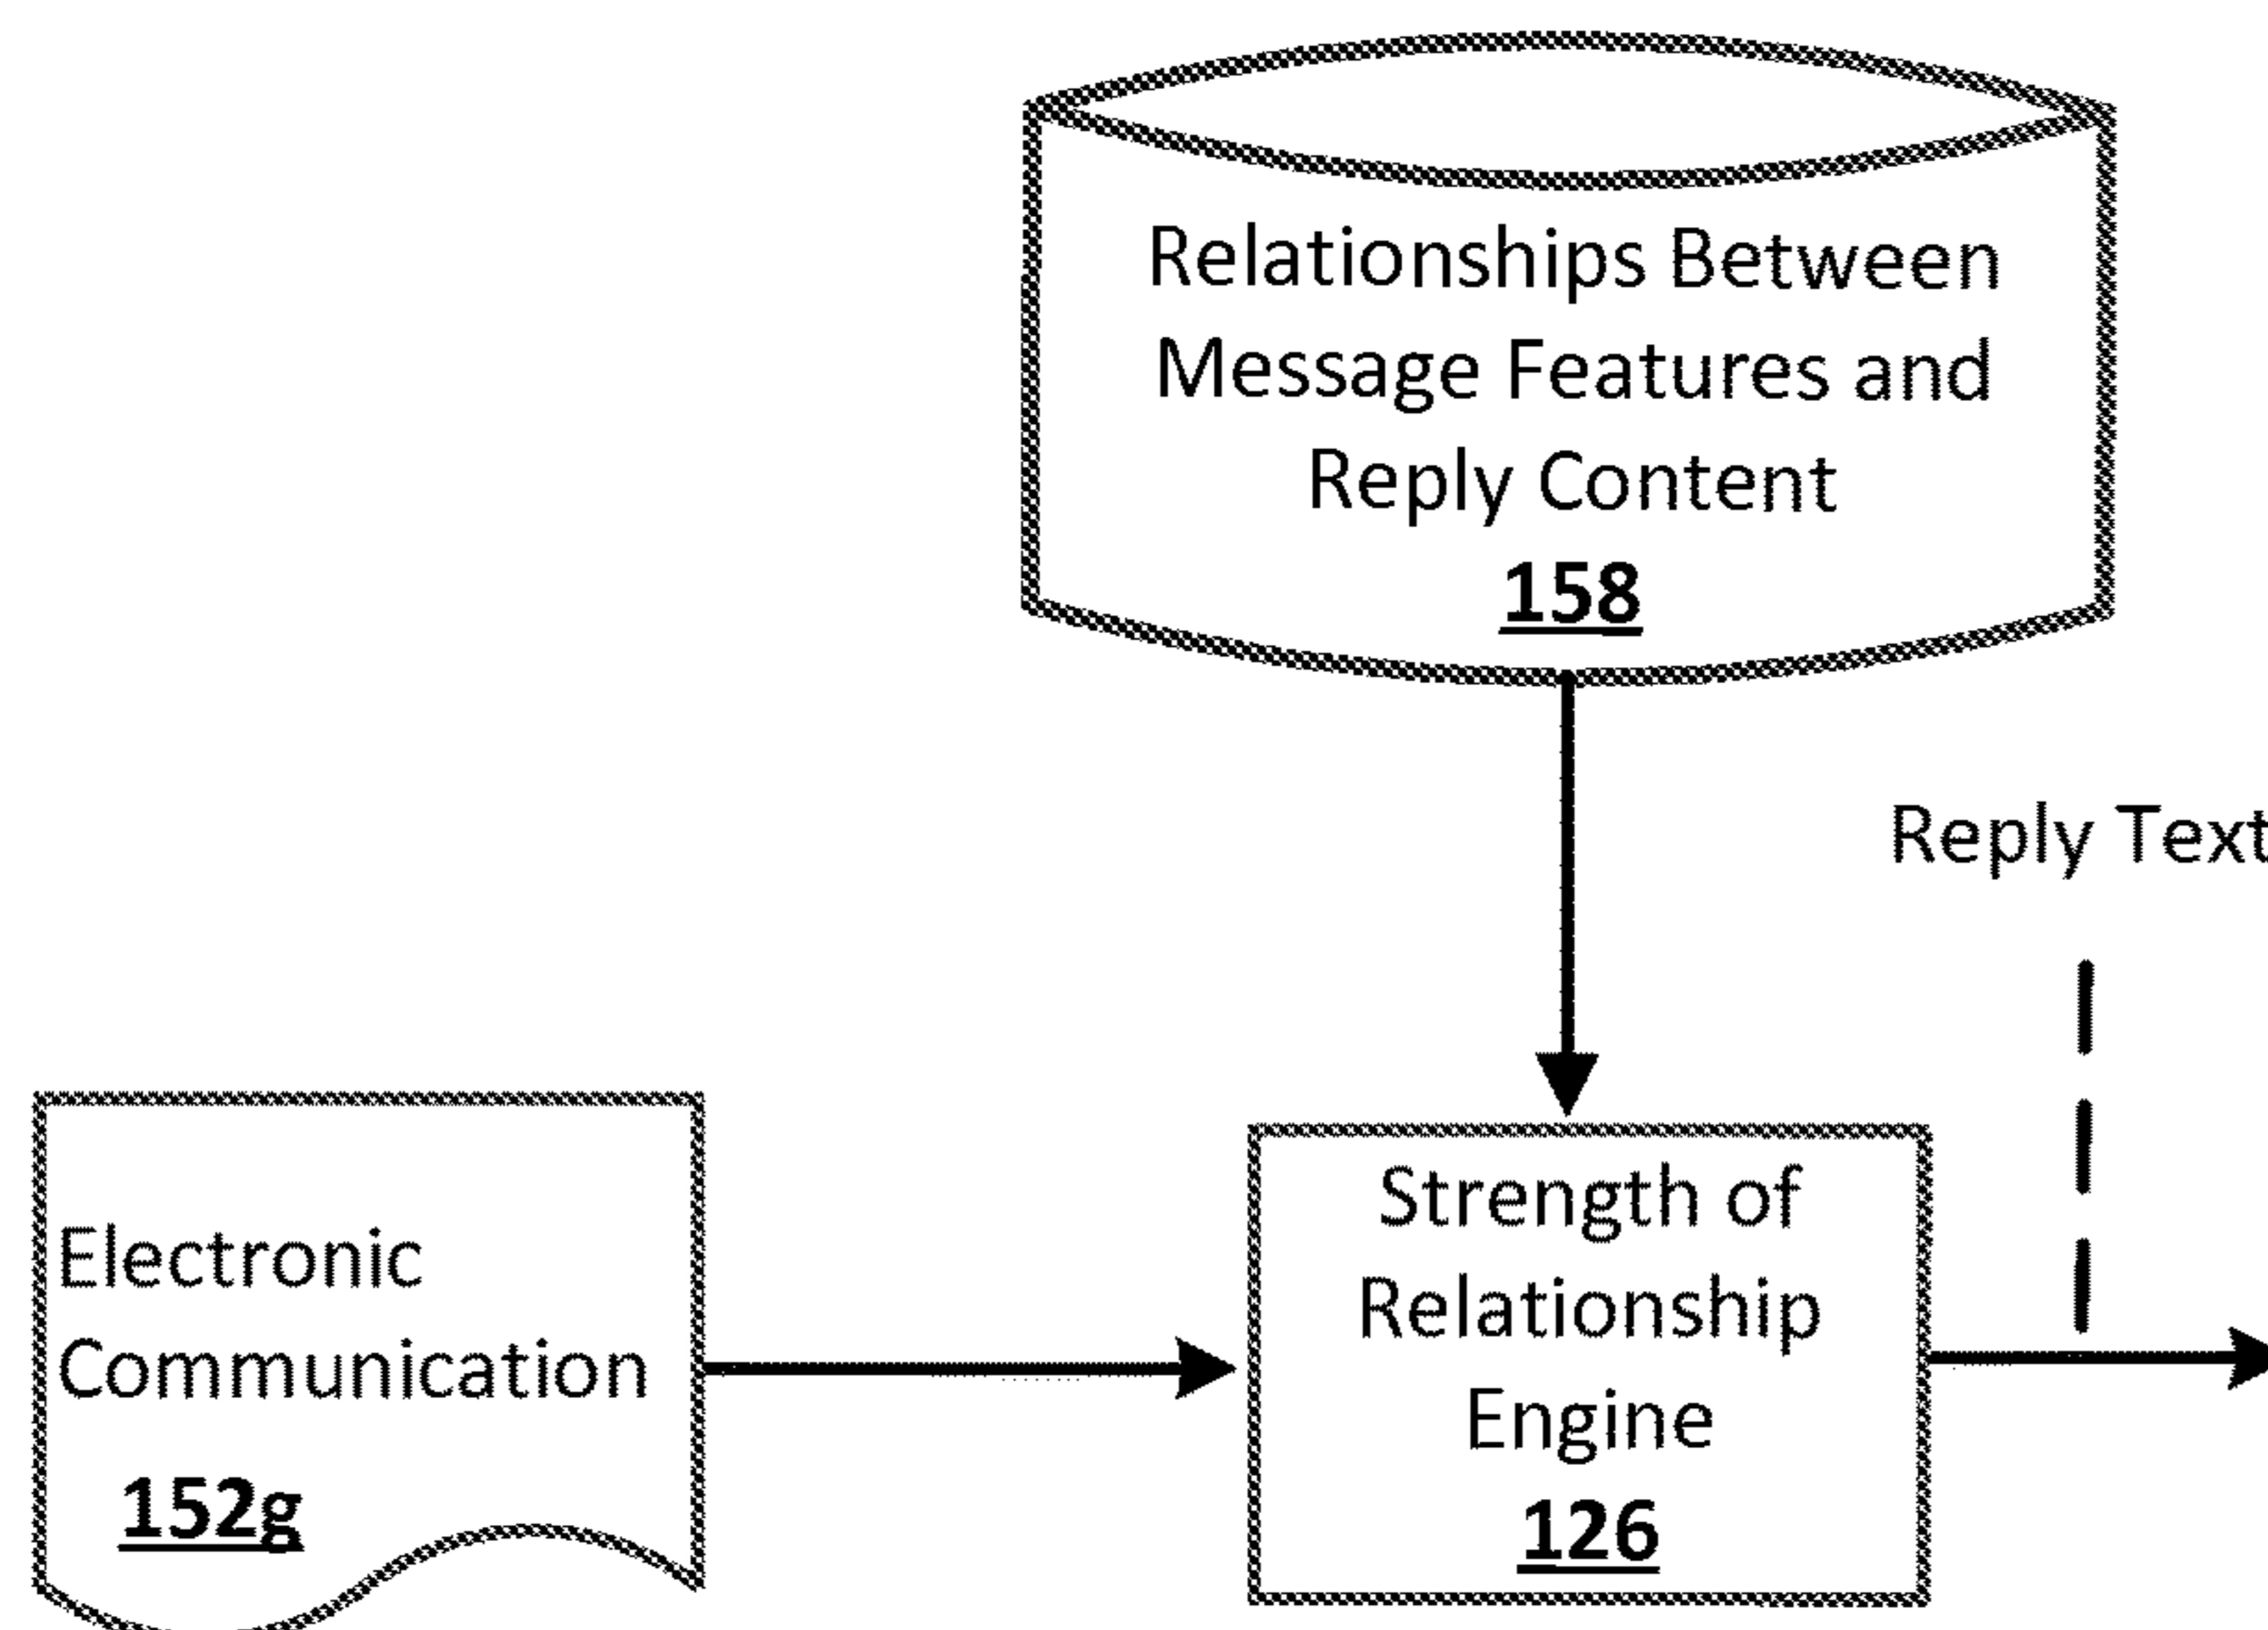 Relationships Between
Message Features and
Reply Content
158
Reply Text
Electronic
Communication
152g
Strength of
Relationship
Engine
126